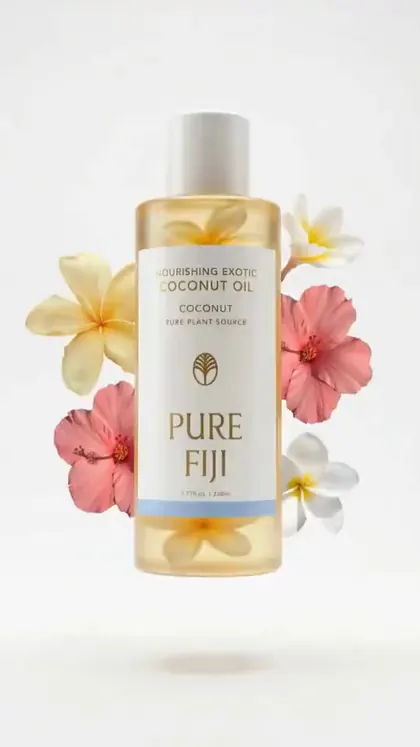 NOURISHING EXOTIC
COCONUT OIL
COCONUT
PURE PLANT SOURCE
PURE
FIJI